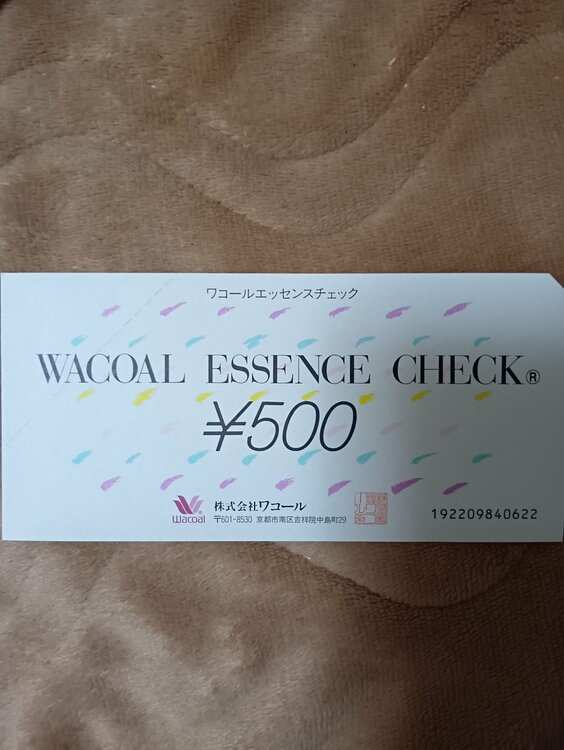 ワコールエッセンスチェック
WACOAL ESSENCE CHECK®
¥500
Wacoal
株式会社ワコール
〒601-8530 京都市南区吉祥院中島町29
192209840622